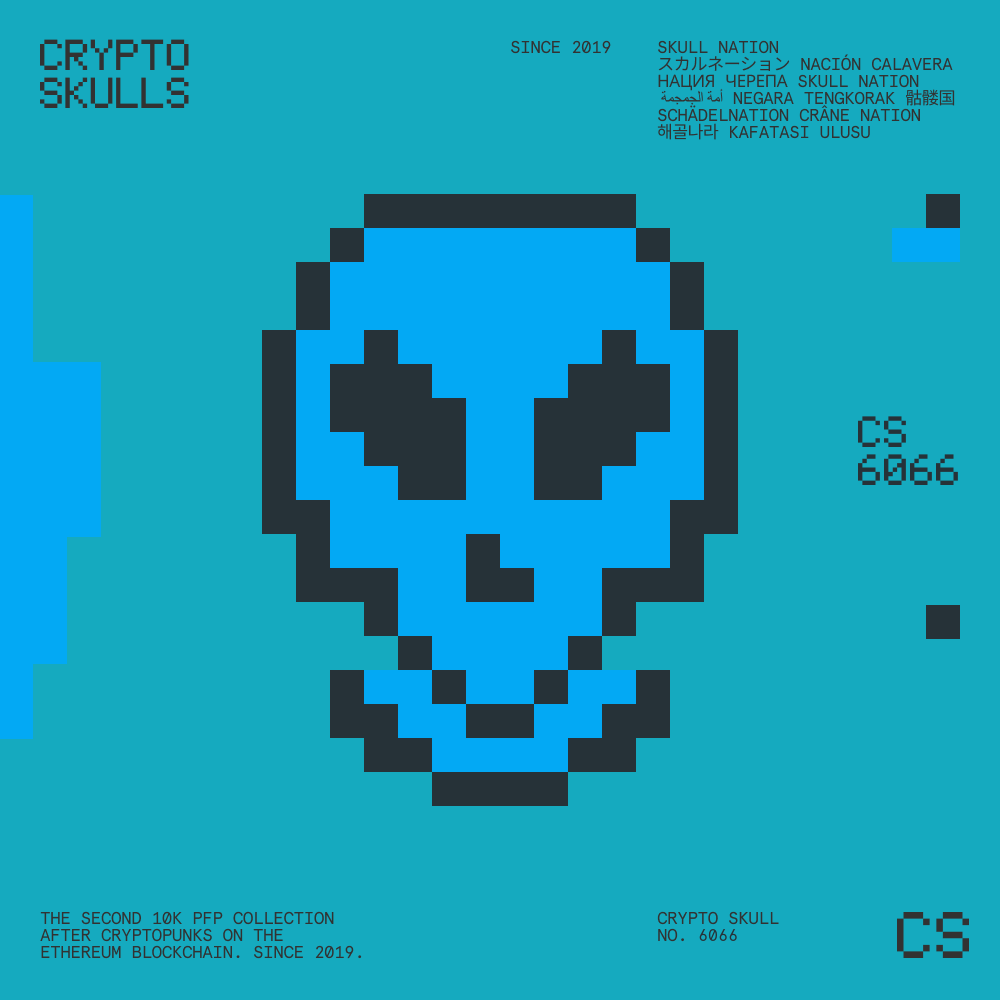 CRYPTO
SKULLS
SINCE 2019
SKULL NATION
スカルネーション NACIÓN CALAVERA
НАЦИЯ ЧЕРЕПА SKULL NATION
أمة الجمجمة NEGARA TENGKORAK 骷髅国
SCHÄDELNATION CRÂNE NATION
해골나라 KAFATASI ULUSU
CS
6066
THE SECOND 10K PFP COLLECTION
AFTER CRYPTOPUNKS ON THE
ETHEREUM BLOCKCHAIN. SINCE 2019.
CRYPTO SKULL
NO. 6066
CS